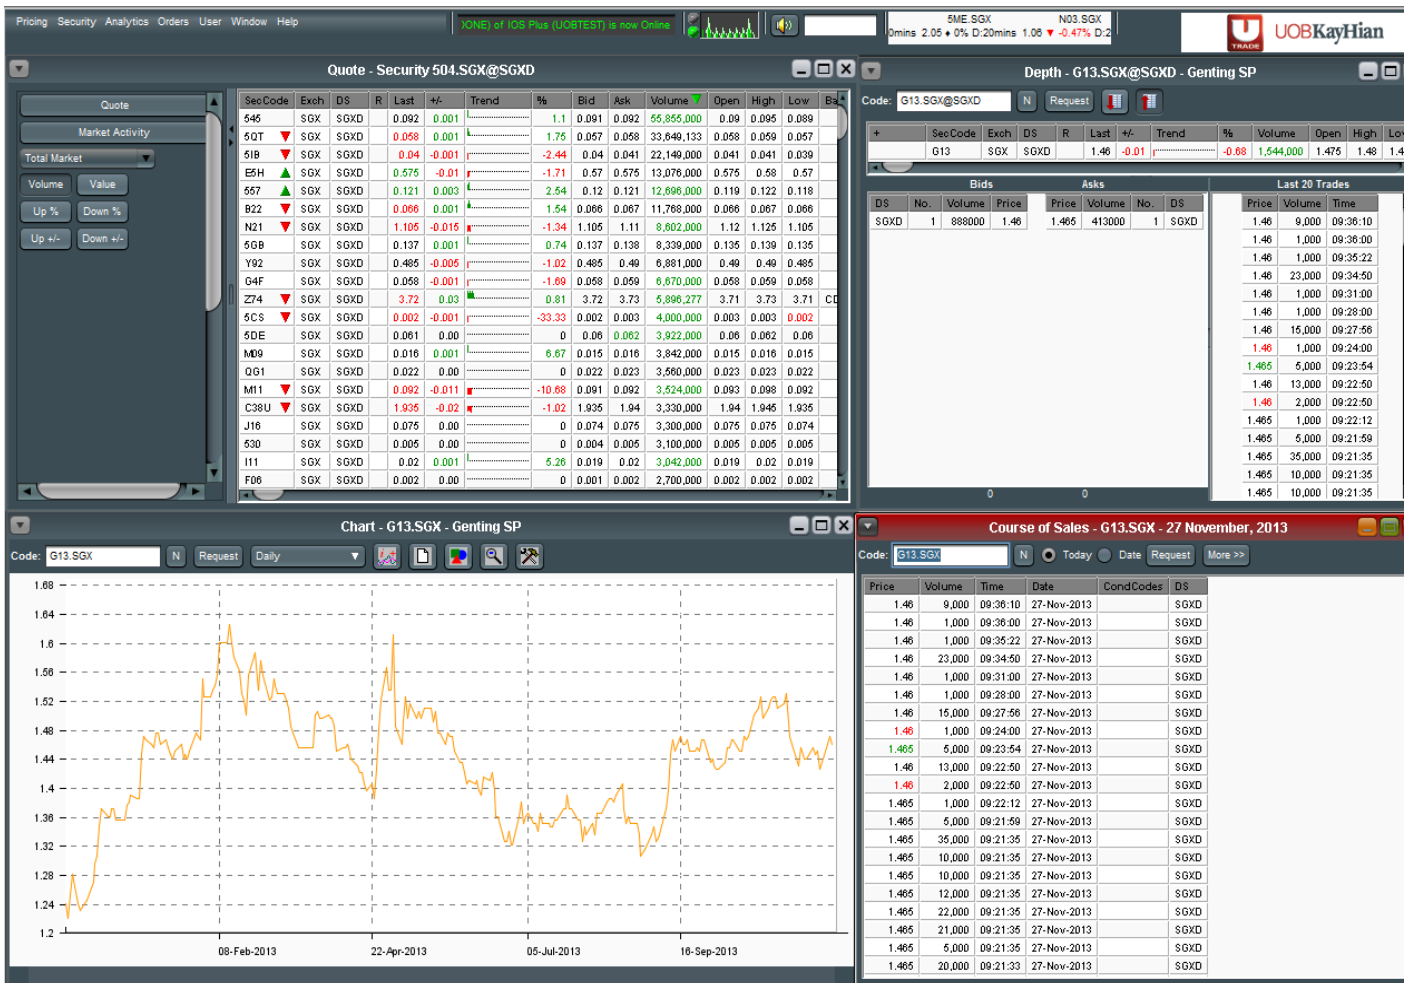 Pricing Security Analytics Orders User Window Help
ONE) of IOS Plus (UOBTEST) is now Online
5ME.SGX N03.SGX
0mins 2.05 ♦ 0% D:20mins 1.06 ▼ -0.47% D:2
U TRADE UOBKayHian
Quote - Security 504.SGX@SGXD
Quote
Market Activity
Total Market
Volume Value
Up % Down %
Up +/- Down +/-
SecCode Exch DS R Last +/- Trend % Bid Ask Volume Open High Low Ba
545 SGX SGXD 0.092 0.001 1.1 0.091 0.092 55,855,000 0.09 0.095 0.089
5QT SGX SGXD 0.058 0.001 1.75 0.057 0.058 33,649,133 0.058 0.059 0.057
5IB SGX SGXD 0.04 -0.001 -2.44 0.04 0.041 22,149,000 0.041 0.041 0.039
E5H SGX SGXD 0.575 -0.01 -1.71 0.57 0.575 13,076,000 0.575 0.58 0.57
557 SGX SGXD 0.121 0.003 2.54 0.12 0.121 12,696,000 0.119 0.122 0.118
B22 SGX SGXD 0.066 0.001 1.54 0.066 0.067 11,768,000 0.066 0.067 0.066
N21 SGX SGXD 1.105 -0.015 -1.34 1.105 1.11 8,602,000 1.12 1.125 1.105
5GB SGX SGXD 0.137 0.001 0.74 0.137 0.138 8,339,000 0.135 0.139 0.135
Y92 SGX SGXD 0.485 -0.005 -1.02 0.485 0.49 6,881,000 0.49 0.49 0.485
G4F SGX SGXD 0.058 -0.001 -1.69 0.058 0.059 6,670,000 0.058 0.059 0.058
Z74 SGX SGXD 3.72 0.03 0.81 3.72 3.73 5,896,277 3.71 3.73 3.71 CD
5CS SGX SGXD 0.002 -0.001 -33.33 0.002 0.003 4,000,000 0.003 0.003 0.002
5DE SGX SGXD 0.061 0.00 0 0.06 0.062 3,922,000 0.06 0.062 0.06
M09 SGX SGXD 0.016 0.001 6.67 0.015 0.016 3,842,000 0.015 0.016 0.015
QG1 SGX SGXD 0.022 0.00 0 0.022 0.023 3,560,000 0.023 0.023 0.022
M11 SGX SGXD 0.092 -0.011 -10.68 0.091 0.092 3,524,000 0.093 0.098 0.092
C38U SGX SGXD 1.935 -0.02 -1.02 1.935 1.94 3,330,000 1.94 1.945 1.935
J16 SGX SGXD 0.075 0.00 0 0.074 0.075 3,300,000 0.075 0.075 0.074
530 SGX SGXD 0.005 0.00 0 0.004 0.005 3,100,000 0.005 0.005 0.005
I11 SGX SGXD 0.02 0.001 5.26 0.019 0.02 3,042,000 0.019 0.02 0.019
F06 SGX SGXD 0.002 0.00 0 0.001 0.002 2,700,000 0.002 0.002 0.002
Depth - G13.SGX@SGXD - Genting SP
Code: G13.SGX@SGXD N Request
+ SecCode Exch DS R Last +/- Trend % Volume Open High Lov
G13 SGX SGXD 1.46 -0.01 -0.68 1,544,000 1.475 1.48 1.4
Bids Asks Last 20 Trades
DS No. Volume Price Price Volume No. DS Price Volume Time
SGXD 1 888000 1.46 1.465 413000 1 SGXD 1.46 9,000 09:36:10
1.46 1,000 09:36:00
1.46 1,000 09:35:22
1.46 23,000 09:34:50
1.46 1,000 09:31:00
1.46 1,000 09:28:00
1.46 15,000 09:27:56
1.46 1,000 09:24:00
1.465 5,000 09:23:54
1.46 13,000 09:22:50
1.46 2,000 09:22:50
1.465 1,000 09:22:12
1.465 5,000 09:21:59
1.465 35,000 09:21:35
1.465 10,000 09:21:35
1.465 10,000 09:21:35
0 0
Chart - G13.SGX - Genting SP
Code: G13.SGX N Request Daily
1.68
1.64
1.6
1.56
1.52
1.48
1.44
1.4
1.36
1.32
1.28
1.24
1.2
08-Feb-2013 22-Apr-2013 05-Jul-2013 16-Sep-2013
Course of Sales - G13.SGX - 27 November, 2013
Code: G13.SGX N Today Date Request More >>
Price Volume Time Date CondCodes DS
1.46 9,000 09:36:10 27-Nov-2013 SGXD
1.46 1,000 09:36:00 27-Nov-2013 SGXD
1.46 1,000 09:35:22 27-Nov-2013 SGXD
1.46 23,000 09:34:50 27-Nov-2013 SGXD
1.46 1,000 09:31:00 27-Nov-2013 SGXD
1.46 1,000 09:28:00 27-Nov-2013 SGXD
1.46 15,000 09:27:56 27-Nov-2013 SGXD
1.46 1,000 09:24:00 27-Nov-2013 SGXD
1.465 5,000 09:23:54 27-Nov-2013 SGXD
1.46 13,000 09:22:50 27-Nov-2013 SGXD
1.46 2,000 09:22:50 27-Nov-2013 SGXD
1.465 1,000 09:22:12 27-Nov-2013 SGXD
1.465 5,000 09:21:59 27-Nov-2013 SGXD
1.465 35,000 09:21:35 27-Nov-2013 SGXD
1.465 10,000 09:21:35 27-Nov-2013 SGXD
1.465 10,000 09:21:35 27-Nov-2013 SGXD
1.465 12,000 09:21:35 27-Nov-2013 SGXD
1.465 22,000 09:21:35 27-Nov-2013 SGXD
1.465 21,000 09:21:35 27-Nov-2013 SGXD
1.465 5,000 09:21:35 27-Nov-2013 SGXD
1.465 20,000 09:21:33 27-Nov-2013 SGXD